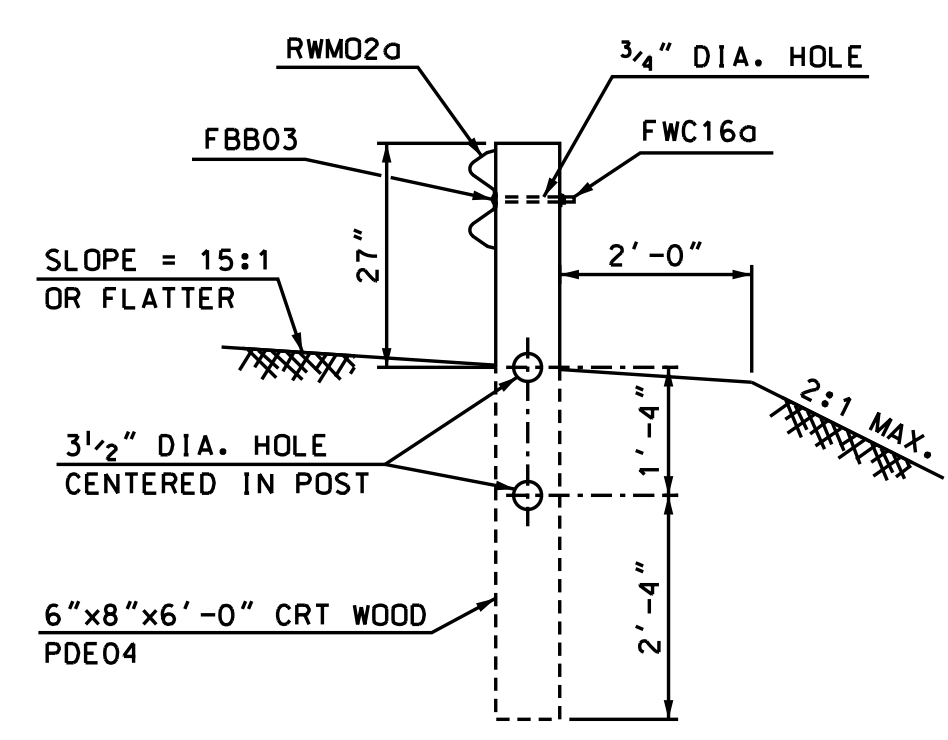 RWM02a
3/4" DIA. HOLE
FBB03
FWC16a
27"
2'-0"
SLOPE = 15:1
OR FLATTER
2:1 MAX.
1'-4"
3 1/2" DIA. HOLE
CENTERED IN POST
2'-4"
6"x8"x6'-0" CRT WOOD
PDE04